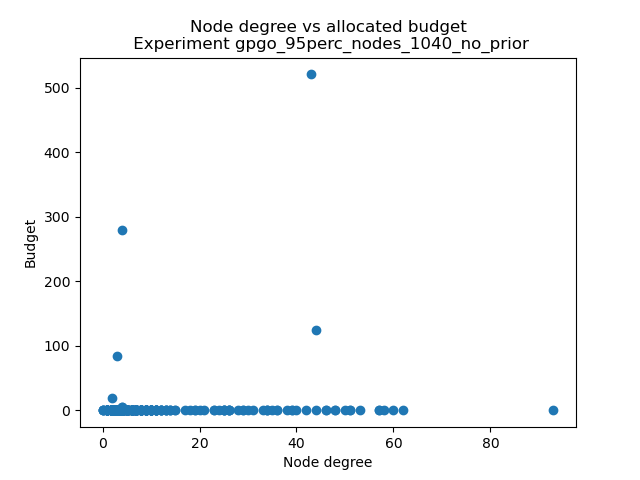 Node degree vs allocated budget
Experiment gpgo_95perc_nodes_1040_no_prior
500
400
300
200
100
0
Budget
0 20 40 60 80
Node degree